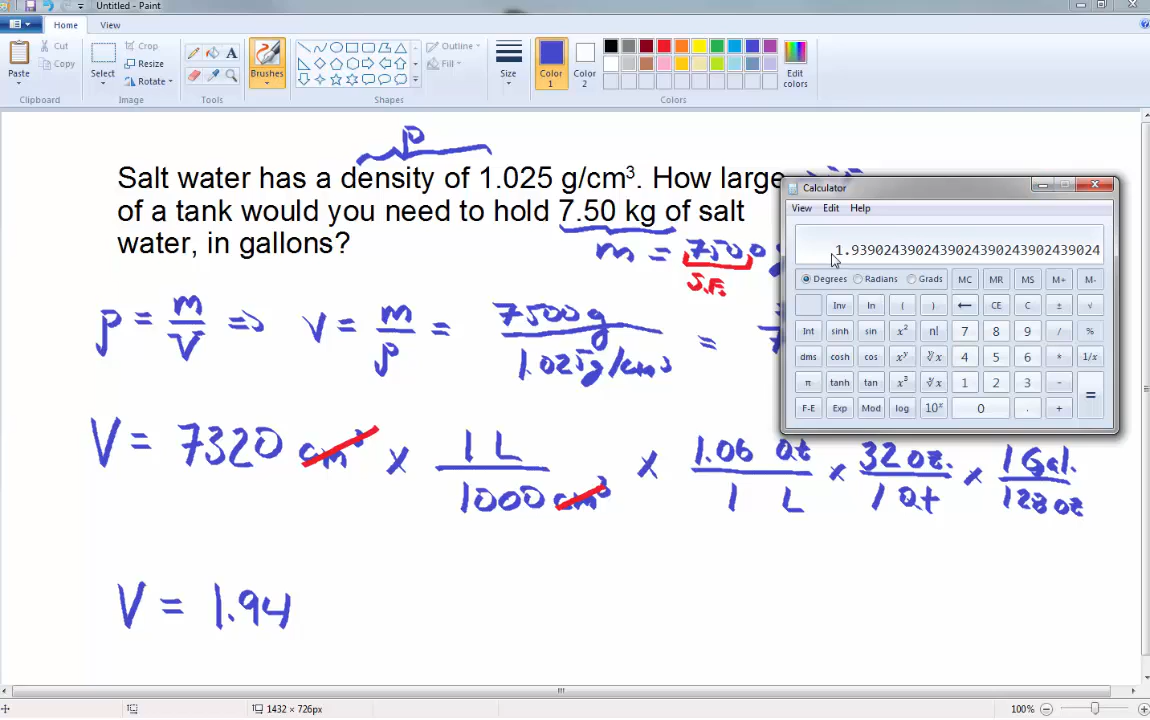 Untitled - Paint
Home View
Cut
Copy
Paste
Clipboard
Crop
Resize
Rotate
Select
Image
A
Tools
Brushes
Outline
Fill
Shapes
Size
Color 1
Color 2
Edit colors
Colors
ρ
Salt water has a density of 1.025 g/cm³. How large
of a tank would you need to hold 7.50 kg of salt
water, in gallons?
m = 7500
S.F.
ρ = m/V ⇒ V = m/ρ = 7500 g / 1.025 g/cm³ =
V = 7320 cm³ x 1 L / 1000 cm³ x 1.06 Qt / 1 L x 32 oz. / 1 Qt x 1 Gal. / 128 oz
V = 1.94
Calculator
View Edit Help
1.9390243902439024390243902439024
Degrees Radians Grads MC MR MS M+ M-
Inv ln ( ) ← CE C ± √
Int sinh sin x² n! 7 8 9 / %
dms cosh cos xʸ ʸ√x 4 5 6 * 1/x
π tanh tan x³ ³√x 1 2 3 - =
F-E Exp Mod log 10ˣ 0 . +
1432 × 726px
100%